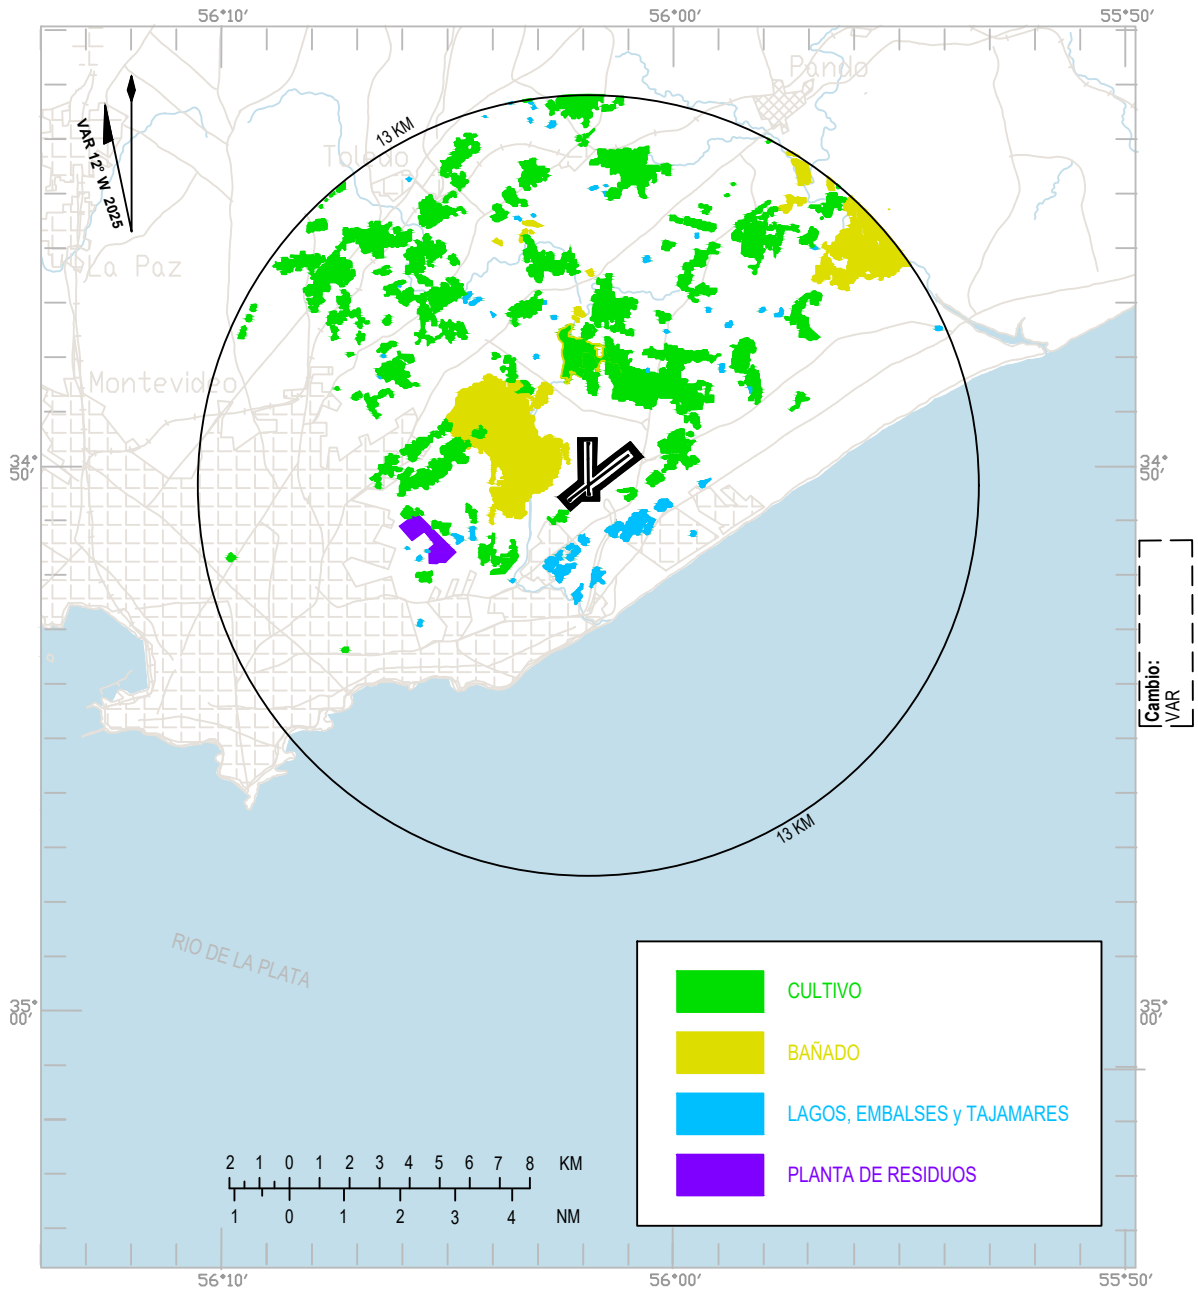 56°10′
56°00′
55°50′
Pando
13 KM
Toledo
VAR 12° W 2025
La Paz
Montevideo
34°
50′
34°
50′
Cambio:
VAR
13 KM
RIO DE LA PLATA
CULTIVO
BAÑADO
LAGOS, EMBALSES y TAJAMARES
PLANTA DE RESIDUOS
35°
00′
35°
00′
2 1 0 1 2 3 4 5 6 7 8 KM
1 0 1 2 3 4 NM
56°10′
56°00′
55°50′